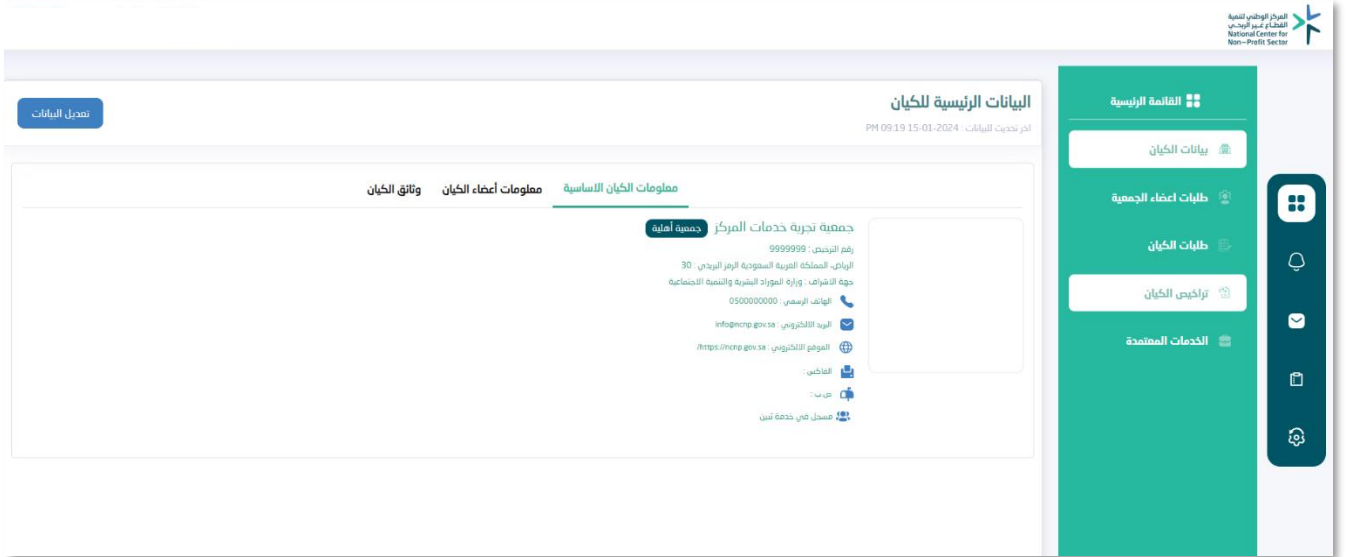 المركز الوطني لتنمية
القطاع غير الربحي
National Center for
Non-Profit Sector
القائمة الرئيسية
بيانات الكيان
طلبات اعضاء الجمعية
طلبات الكيان
تراخيص الكيان
الخدمات المعتمدة
البيانات الرئيسية للكيان
اخر تحديث للبيانات : 2024-01-15 09:19 PM
تعديل البيانات
معلومات الكيان الاساسية معلومات أعضاء الكيان وثائق الكيان
جمعية تجربة خدمات المركز جمعية أهلية
رقم الترخيص : 9999999
الرياض، المملكة العربية السعودية الرمز البريدي : 30
جهة الاشراف : وزارة الموراد البشرية والتنمية الاجتماعية
الهاتف الرسمي : 0500000000
البريد الالكتروني : info@ncnp.gov.sa
الموقع الالكتروني : https://ncnp.gov.sa/
الفاكس :
ص.ب :
مسجل في خدمة تبين